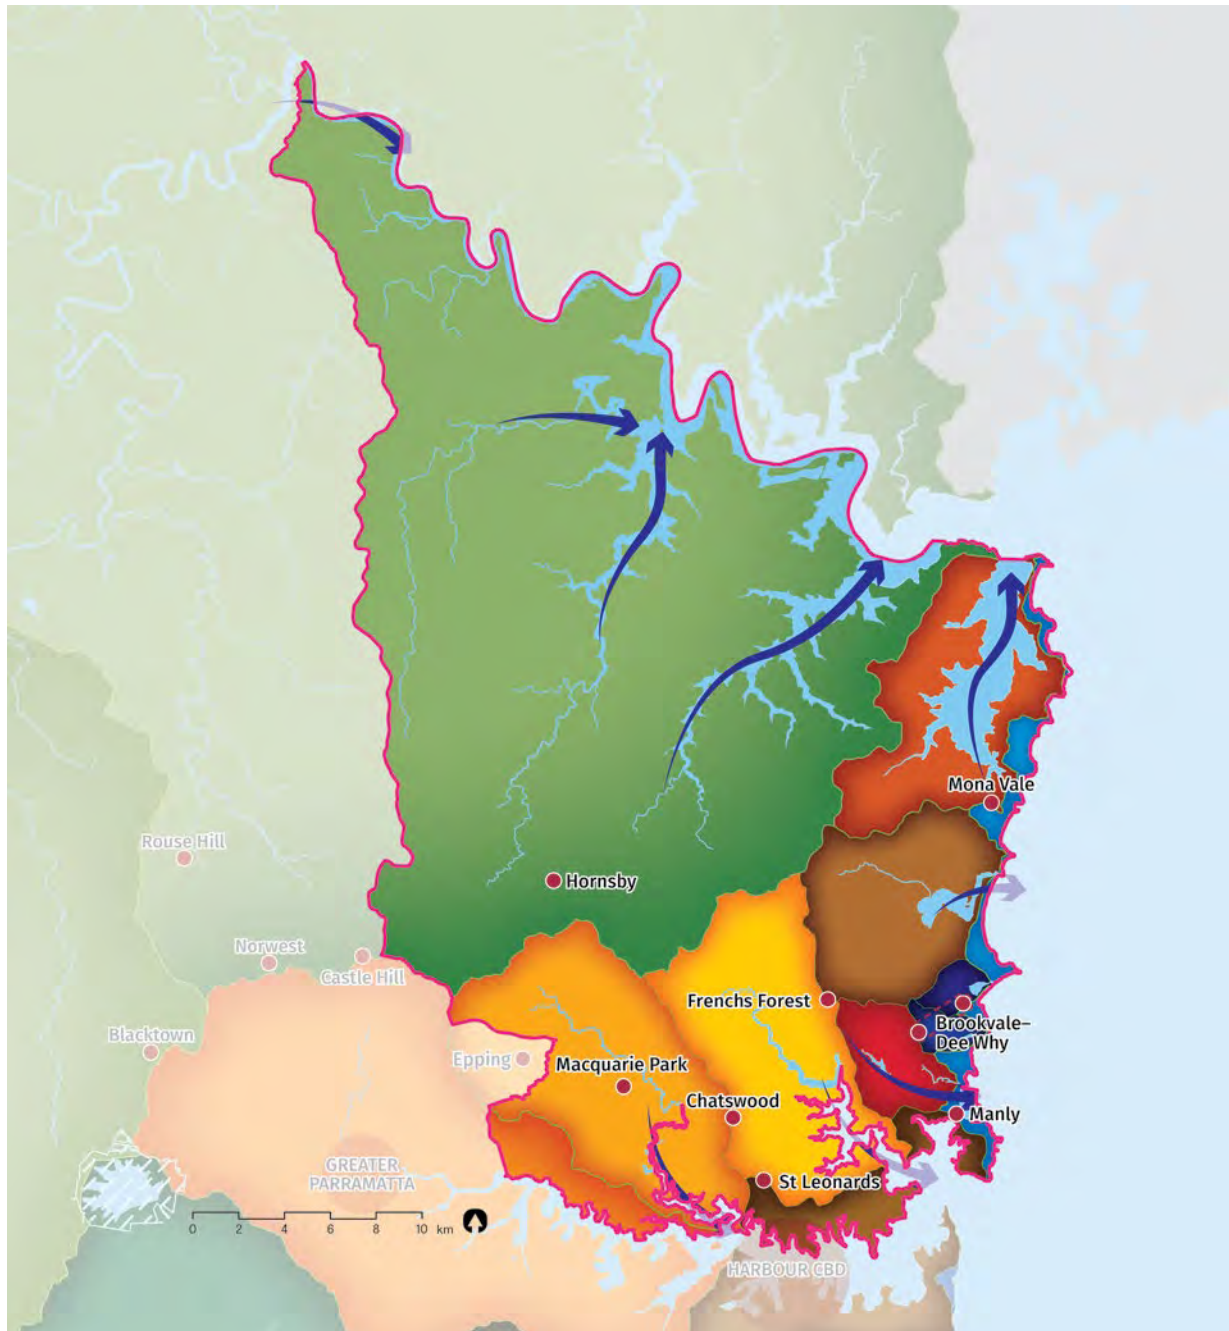 Mona Vale
Rouse Hill
Hornsby
Norwest
Castle Hill
Frenchs Forest
Blacktown
Brookvale–
Dee Why
Epping
Macquarie Park
Chatswood
Manly
GREATER
PARRAMATTA
St Leonards
0 2 4 6 8 10 km
HARBOUR CBD